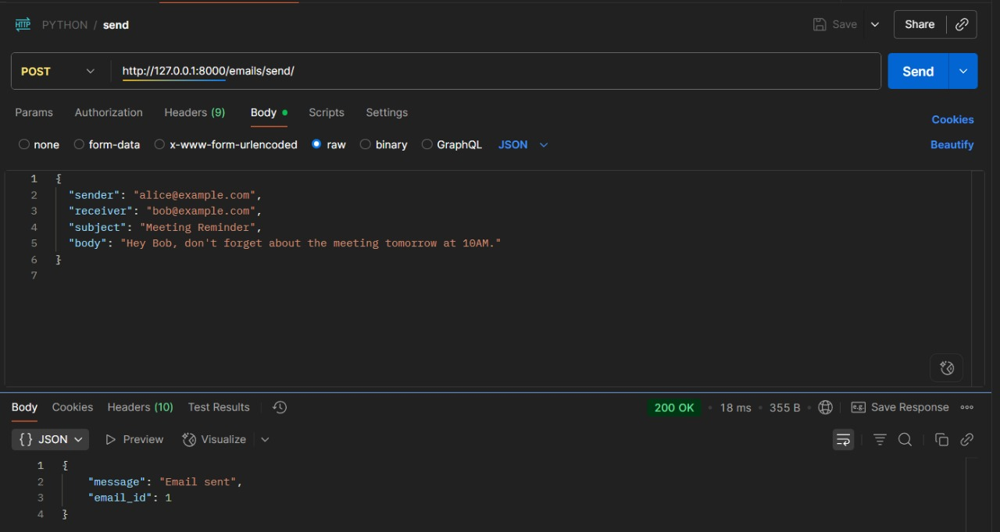 HTTP PYTHON / send Save Share
POST http://127.0.0.1:8000/emails/send/ Send
Params Authorization Headers (9) Body Scripts Settings Cookies
none form-data x-www-form-urlencoded raw binary GraphQL JSON Beautify
1 {
2 "sender": "alice@example.com",
3 "receiver": "bob@example.com",
4 "subject": "Meeting Reminder",
5 "body": "Hey Bob, don't forget about the meeting tomorrow at 10AM."
6 }
7
Body Cookies Headers (10) Test Results 200 OK • 18 ms • 355 B • e.g. Save Response
{} JSON Preview Visualize
1 {
2 "message": "Email sent",
3 "email_id": 1
4 }